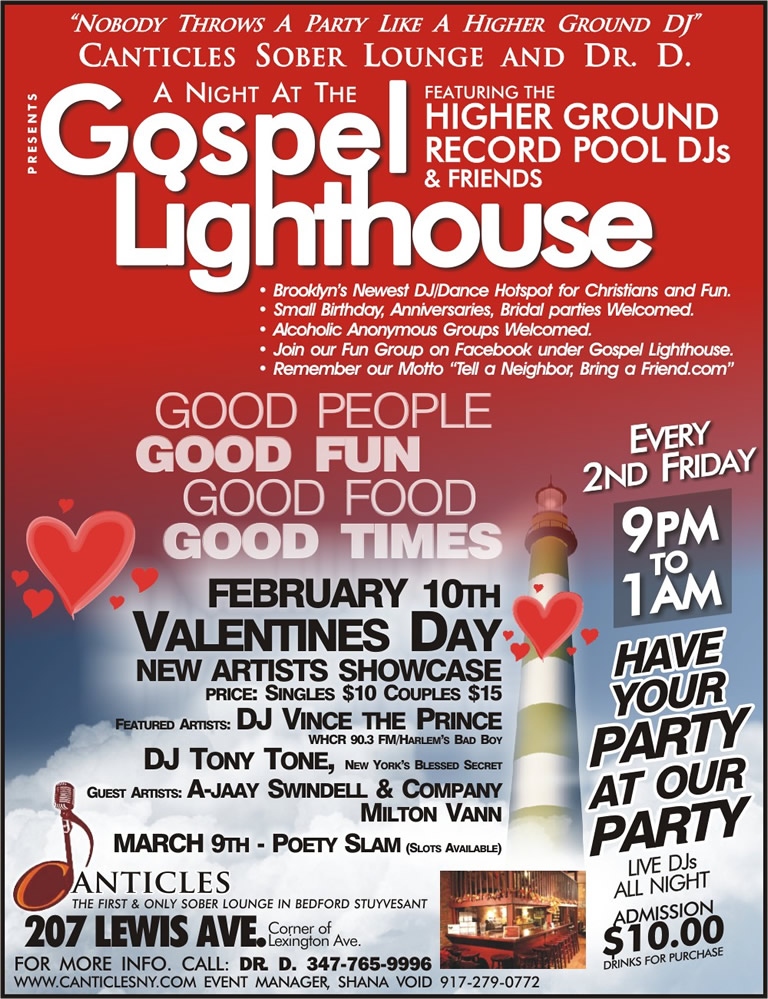 “Nobody Throws A Party Like A Higher Ground DJ”
Canticles Sober Lounge and Dr. D.
PRESENTS
A Night At The
Gospel
Lighthouse
FEATURING THE
HIGHER GROUND
RECORD POOL DJs
& FRIENDS
• Brooklyn's Newest DJ/Dance Hotspot for Christians and Fun.
• Small Birthday, Anniversaries, Bridal parties Welcomed.
• Alcoholic Anonymous Groups Welcomed.
• Join our Fun Group on Facebook under Gospel Lighthouse.
• Remember our Motto “Tell a Neighbor, Bring a Friend.com”
GOOD PEOPLE
GOOD FUN
GOOD FOOD
GOOD TIMES
EVERY
2ND FRIDAY
9PM
TO
1AM
FEBRUARY 10TH
VALENTINES DAY
NEW ARTISTS SHOWCASE
PRICE: SINGLES $10 COUPLES $15
FEATURED ARTISTS: DJ VINCE THE PRINCE
WHCR 90.3 FM/HARLEM'S BAD BOY
DJ TONY TONE, NEW YORK'S BLESSED SECRET
GUEST ARTISTS: A-JAAY SWINDELL & COMPANY
MILTON VANN
MARCH 9TH - POETY SLAM (SLOTS AVAILABLE)
HAVE
YOUR
PARTY
AT OUR
PARTY
LIVE DJs
ALL NIGHT
ADMISSION
$10.00
DRINKS FOR PURCHASE
CANTICLES
THE FIRST & ONLY SOBER LOUNGE IN BEDFORD STUYVESANT
207 LEWIS AVE. Corner of
Lexington Ave.
FOR MORE INFO. CALL: DR. D. 347-765-9996
WWW.CANTICLESNY.COM EVENT MANAGER, SHANA VOID 917-279-0772